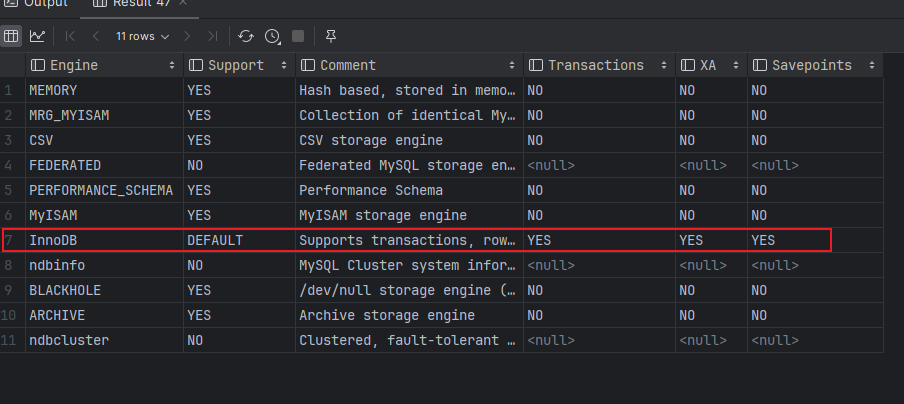 Output Result 47 ×
11 rows
Engine Support Comment Transactions XA Savepoints
1 MEMORY YES Hash based, stored in memo… NO NO NO
2 MRG_MYISAM YES Collection of identical My… NO NO NO
3 CSV YES CSV storage engine NO NO NO
4 FEDERATED NO Federated MySQL storage en… <null> <null> <null>
5 PERFORMANCE_SCHEMA YES Performance Schema NO NO NO
6 MyISAM YES MyISAM storage engine NO NO NO
7 InnoDB DEFAULT Supports transactions, row… YES YES YES
8 ndbinfo NO MySQL Cluster system infor… <null> <null> <null>
9 BLACKHOLE YES /dev/null storage engine (… NO NO NO
10 ARCHIVE YES Archive storage engine NO NO NO
11 ndbcluster NO Clustered, fault-tolerant … <null> <null> <null>